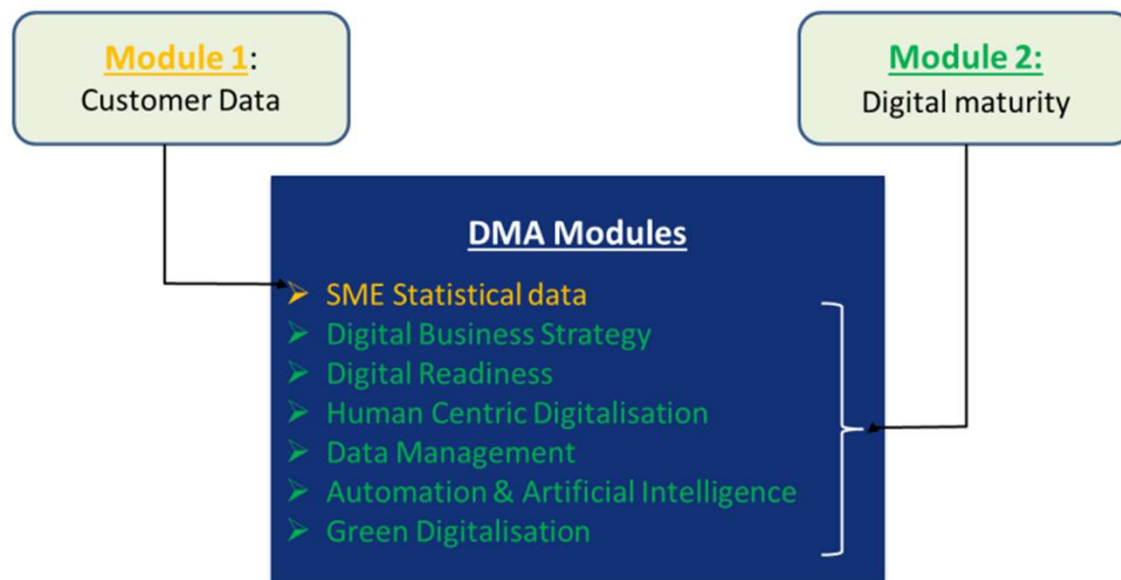 Module 1:
Customer Data
Module 2:
Digital maturity
DMA Modules
SME Statistical data
Digital Business Strategy
Digital Readiness
Human Centric Digitalisation
Data Management
Automation & Artificial Intelligence
Green Digitalisation